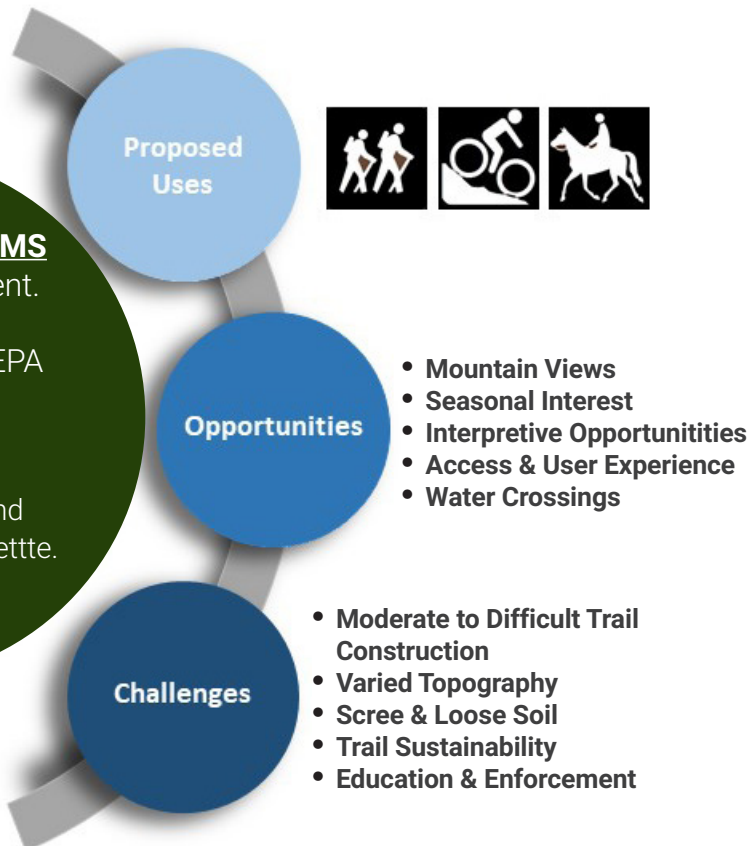 MS
ent.
EPA
nd
ettte.
Proposed
Uses
Opportunities
• Mountain Views
• Seasonal Interest
• Interpretive Opportunitities
• Access & User Experience
• Water Crossings
Challenges
• Moderate to Difficult Trail
Construction
• Varied Topography
• Scree & Loose Soil
• Trail Sustainability
• Education & Enforcement